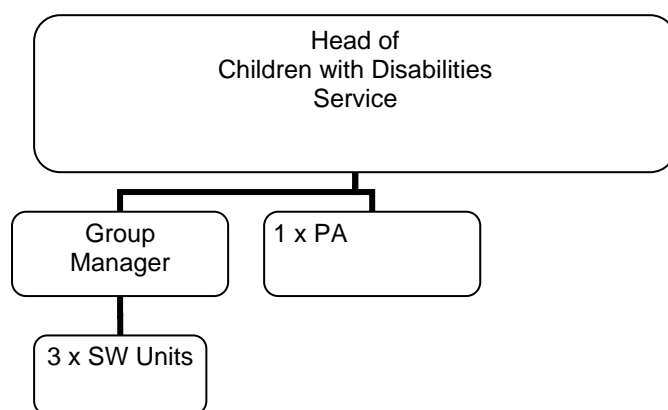 Head of
Children with Disabilities
Service
Group
Manager
1 x PA
3 x SW Units